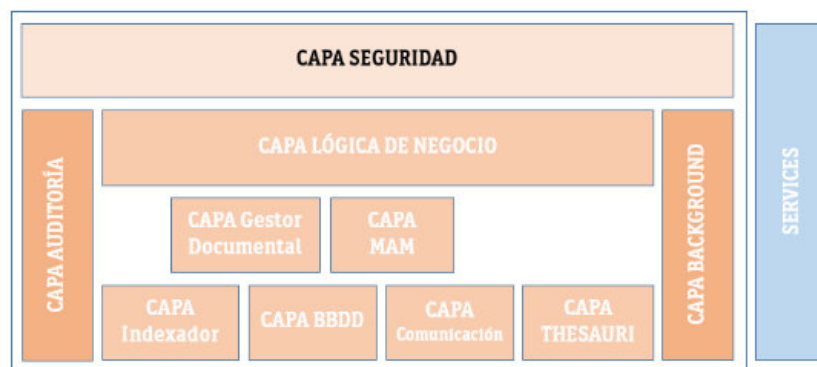 CAPA SEGURIDAD
CAPA AUDITORÍA
CAPA LÓGICA DE NEGOCIO
CAPA Gestor
Documental
CAPA
MAM
CAPA
Indexador
CAPA BBDD
CAPA
Comunicación
CAPA
THESAURI
CAPA BACKGROUND
SERVICES